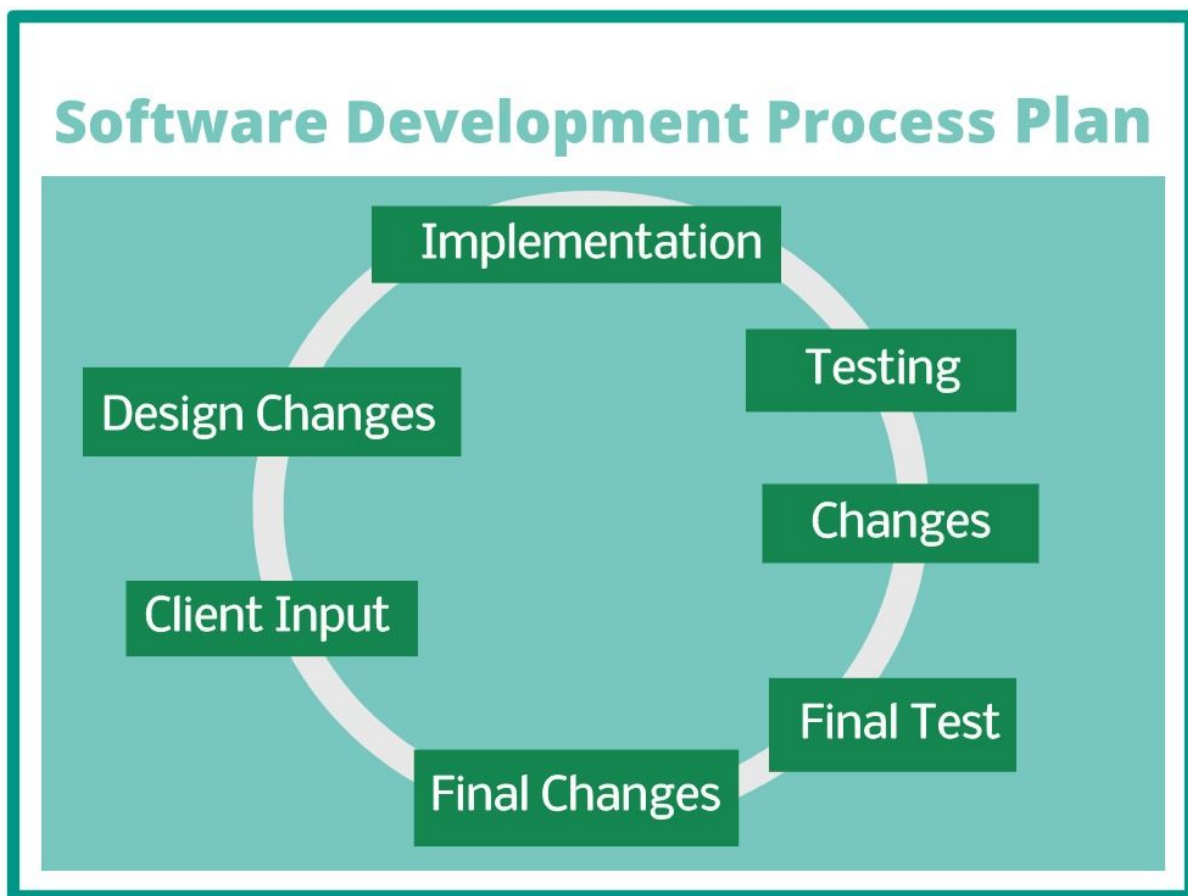 Software Development Process Plan
Implementation
Testing
Changes
Final Test
Final Changes
Client Input
Design Changes